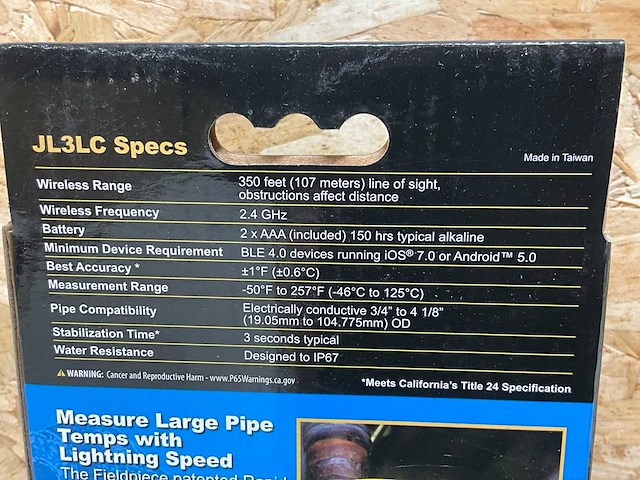 JL3LC Specs
Made in Taiwan
Wireless Range 350 feet (107 meters) line of sight,
obstructions affect distance
Wireless Frequency 2.4 GHz
Battery 2 x AAA (included) 150 hrs typical alkaline
Minimum Device Requirement BLE 4.0 devices running iOS® 7.0 or Android™ 5.0
Best Accuracy * ±1°F (±0.6°C)
Measurement Range -50°F to 257°F (-46°C to 125°C)
Pipe Compatibility Electrically conductive 3/4" to 4 1/8"
(19.05mm to 104.775mm) OD
Stabilization Time* 3 seconds typical
Water Resistance Designed to IP67
⚠ WARNING: Cancer and Reproductive Harm - www.P65Warnings.ca.gov
*Meets California's Title 24 Specification
Measure Large Pipe
Temps with
Lightning Speed
The Fieldpiece patented Rapid